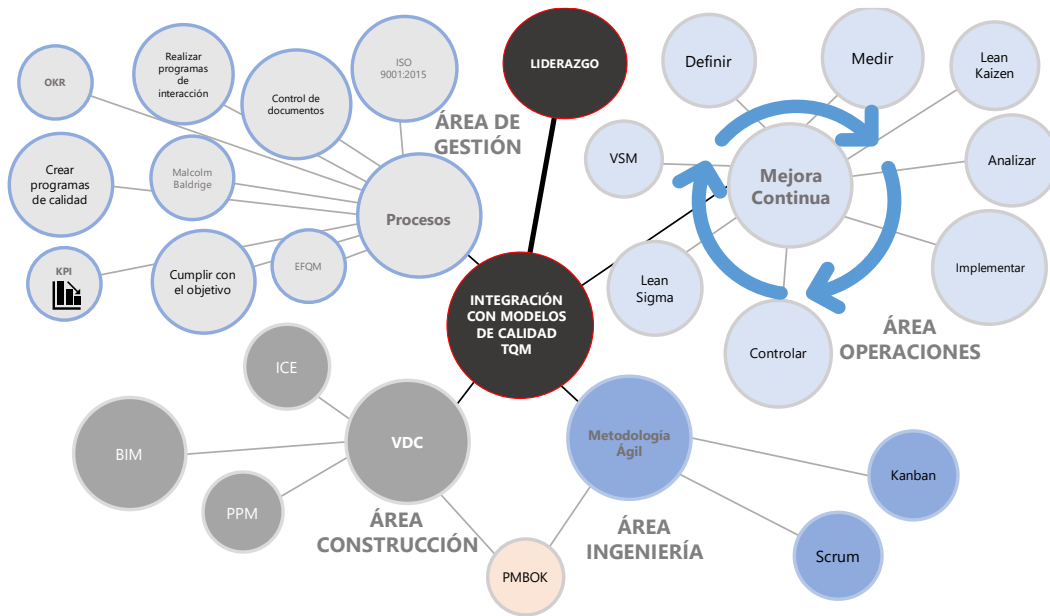 OKR
Realizar
programas
de
interacción
Control de
documentos
ISO
9001:2015
ÁREA DE
GESTIÓN
Crear
programas
de calidad
Malcolm
Baldrige
Procesos
KPI
Cumplir con
el objetivo
EFQM
LIDERAZGO
INTEGRACIÓN
CON MODELOS
DE CALIDAD
TQM
Definir
Medir
Lean
Kaizen
VSM
Mejora
Continua
Analizar
Lean
Sigma
Implementar
Controlar
ÁREA
OPERACIONES
ICE
BIM
VDC
PPM
ÁREA
CONSTRUCCIÓN
PMBOK
Metodología
Ágil
ÁREA
INGENIERÍA
Kanban
Scrum